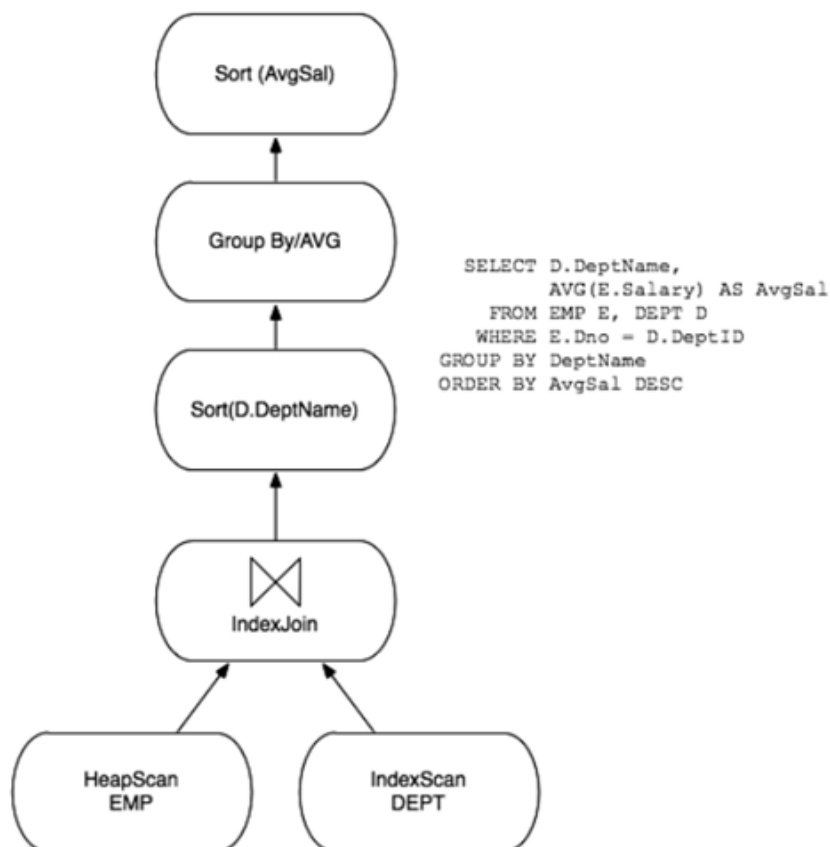 Sort (AvgSal)
Group By/AVG
SELECT D.DeptName,
AVG(E.Salary) AS AvgSal
FROM EMP E, DEPT D
WHERE E.Dno = D.DeptID
GROUP BY DeptName
ORDER BY AvgSal DESC
Sort(D.DeptName)
IndexJoin
HeapScan
EMP
IndexScan
DEPT